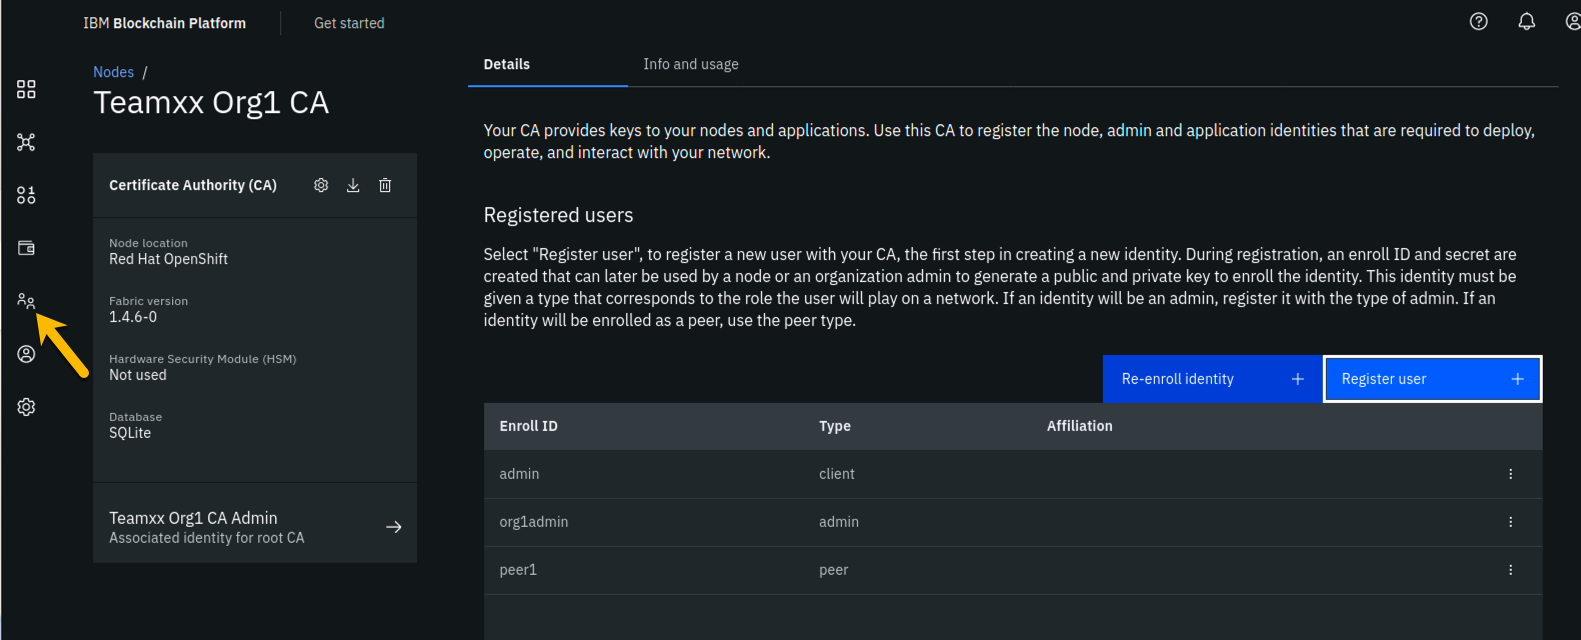 IBM Blockchain Platform
Get started
Nodes /
Teamxx Org1 CA
Certificate Authority (CA)
Node location
Red Hat OpenShift
Fabric version
1.4.6-0
Hardware Security Module (HSM)
Not used
Database
SQLite
Teamxx Org1 CA Admin
Associated identity for root CA
Details
Info and usage
Your CA provides keys to your nodes and applications. Use this CA to register the node, admin and application identities that are required to deploy,
operate, and interact with your network.
Registered users
Select "Register user", to register a new user with your CA, the first step in creating a new identity. During registration, an enroll ID and secret are
created that can later be used by a node or an organization admin to generate a public and private key to enroll the identity. This identity must be
given a type that corresponds to the role the user will play on a network. If an identity will be an admin, register it with the type of admin. If an
identity will be enrolled as a peer, use the peer type.
Re-enroll identity +
Register user +
Enroll ID Type Affiliation
admin client
org1admin admin
peer1 peer